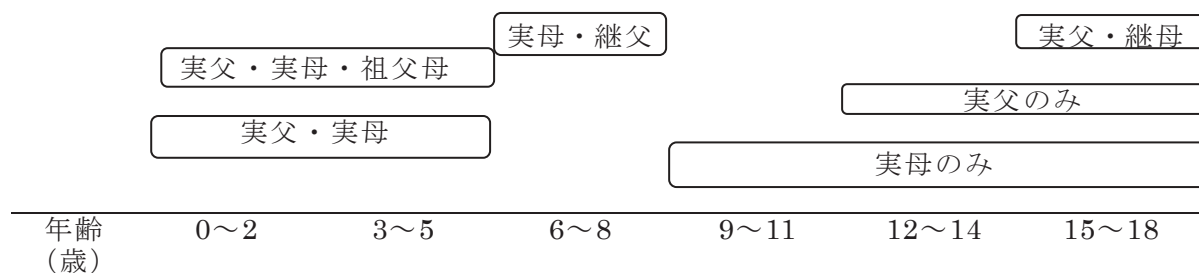 実母・継父
実父・継母
実父・実母・祖父母
実父のみ
実父・実母
実母のみ
年齢
(歳)
0～2
3～5
6～8
9～11
12～14
15～18